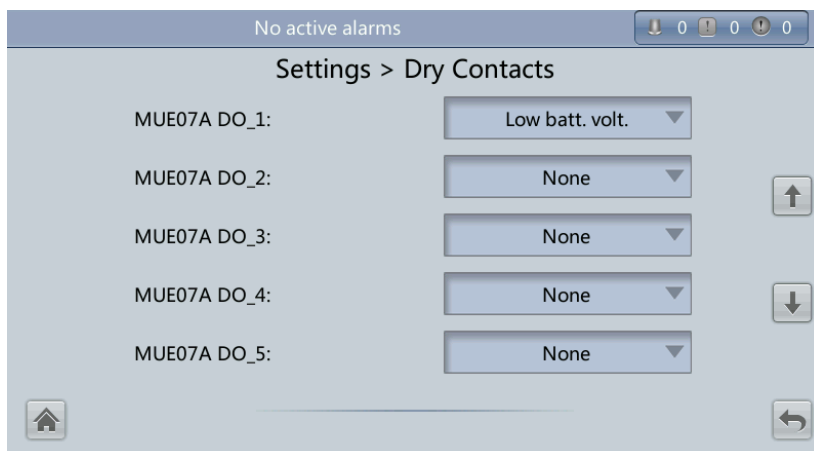 No active alarms 0 0 0
Settings > Dry Contacts
MUE07A DO_1: Low batt. volt.
MUE07A DO_2: None
MUE07A DO_3: None
MUE07A DO_4: None
MUE07A DO_5: None